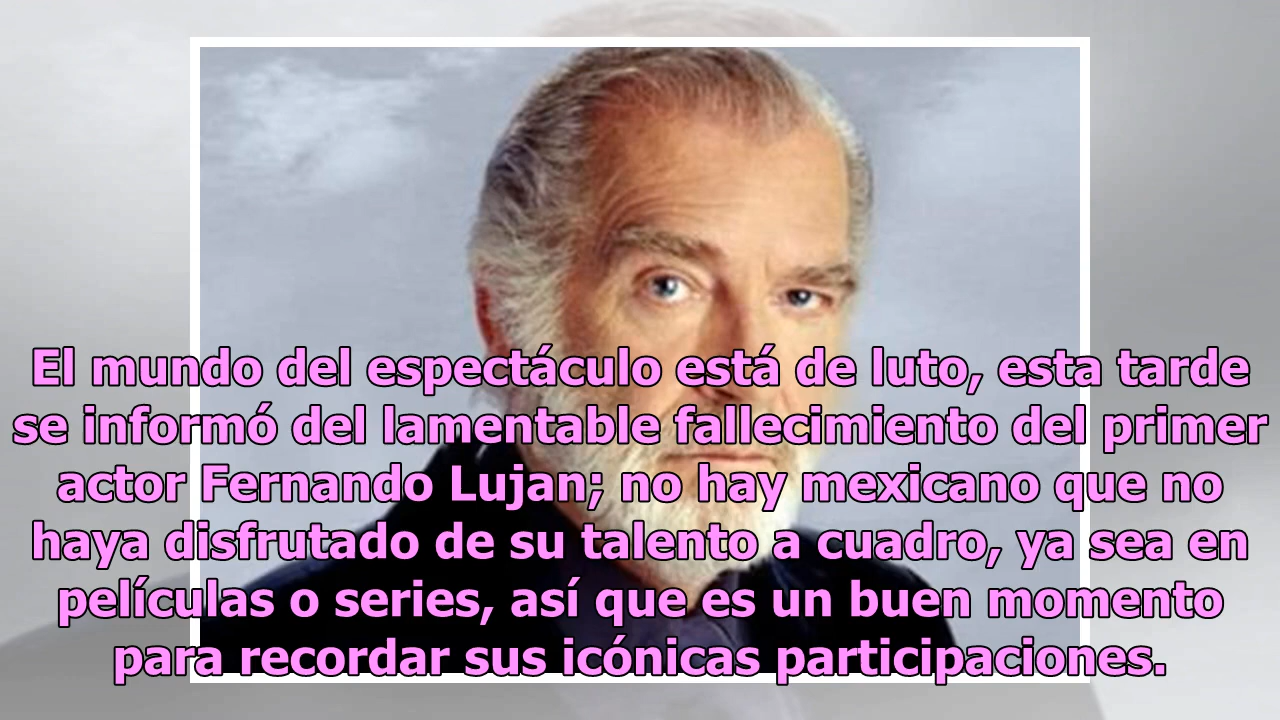 El mundo del espectáculo está de luto, esta tarde
se informó del lamentable fallecimiento del primer
actor Fernando Lujan; no hay mexicano que no
haya disfrutado de su talento a cuadro, ya sea en
películas o series, así que es un buen momento
para recordar sus icónicas participaciones.